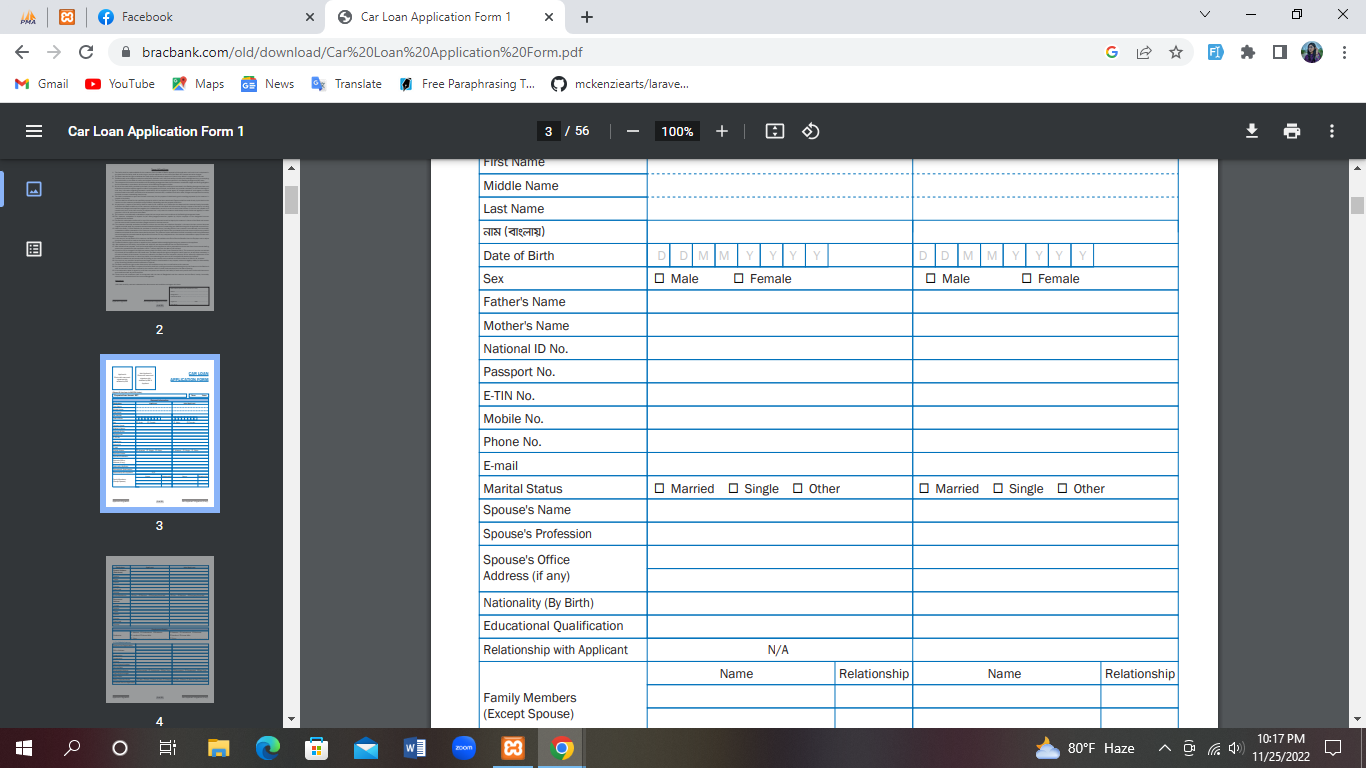 Facebook
Car Loan Application Form 1
bracbank.com/old/download/Car%20Loan%20Application%20Form.pdf
Gmail YouTube Maps News Translate Free Paraphrasing T... mckenziearts/larave...
Car Loan Application Form 1
3 / 56
100%
2
CAR LOAN
APPLICATION FORM
3
4
First Name
Middle Name
Last Name
নাম (বাংলায়)
Date of Birth D D M M Y Y Y Y D D M M Y Y Y Y
Sex Male Female Male Female
Father's Name
Mother's Name
National ID No.
Passport No.
E-TIN No.
Mobile No.
Phone No.
E-mail
Marital Status Married Single Other Married Single Other
Spouse's Name
Spouse's Profession
Spouse's Office
Address (if any)
Nationality (By Birth)
Educational Qualification
Relationship with Applicant N/A
Name Relationship Name Relationship
Family Members
(Except Spouse)
80°F Haze
10:17 PM
11/25/2022